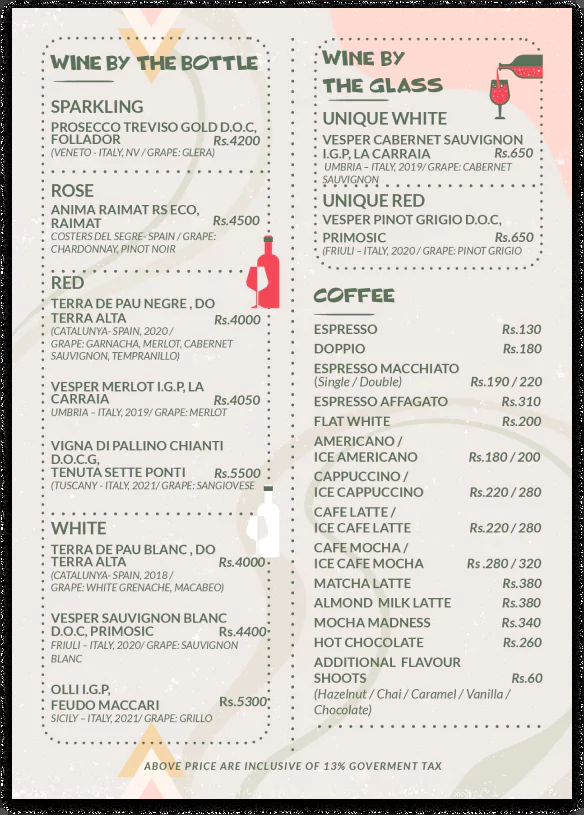 WINE BY THE BOTTLE
SPARKLING
PROSECCO TREVISO GOLD D.O.C,
FOLLADOR Rs.4200
(VENETO - ITALY, NV / GRAPE: GLERA)
ROSE
ANIMA RAIMAT RS ECO,
RAIMAT Rs.4500
COSTERS DEL SEGRE- SPAIN / GRAPE:
CHARDONNAY, PINOT NOIR
RED
TERRA DE PAU NEGRE , DO
TERRA ALTA Rs.4000
(CATALUNYA- SPAIN, 2020 /
GRAPE: GARNACHA, MERLOT, CABERNET
SAUVIGNON, TEMPRANILLO)
VESPER MERLOT I.G.P, LA
CARRAIA Rs.4050
UMBRIA – ITALY, 2019/ GRAPE: MERLOT
VIGNA DI PALLINO CHIANTI
D.O.C.G,
TENUTA SETTE PONTI Rs.5500
(TUSCANY - ITALY, 2021/ GRAPE: SANGIOVESE
WHITE
TERRA DE PAU BLANC , DO
TERRA ALTA Rs.4000
(CATALUNYA- SPAIN, 2018 /
GRAPE: WHITE GRENACHE, MACABEO)
VESPER SAUVIGNON BLANC
D.O.C, PRIMOSIC Rs.4400
FRIULI – ITALY, 2020/ GRAPE: SAUVIGNON
BLANC
OLLI I.G.P,
FEUDO MACCARI Rs.5300
SICILY – ITALY, 2021/ GRAPE: GRILLO
WINE BY
THE GLASS
UNIQUE WHITE
VESPER CABERNET SAUVIGNON
I.G.P, LA CARRAIA Rs.650
UMBRIA – ITALY, 2019/ GRAPE: CABERNET
SAUVIGNON
UNIQUE RED
VESPER PINOT GRIGIO D.O.C,
PRIMOSIC Rs.650
(FRIULI – ITALY, 2020 / GRAPE: PINOT GRIGIO
COFFEE
ESPRESSO Rs.130
DOPPIO Rs.180
ESPRESSO MACCHIATO
(Single / Double) Rs.190 / 220
ESPRESSO AFFAGATO Rs.310
FLAT WHITE Rs.200
AMERICANO /
ICE AMERICANO Rs.180 / 200
CAPPUCCINO /
ICE CAPPUCCINO Rs.220 / 280
CAFE LATTE /
ICE CAFE LATTE Rs.220 / 280
CAFE MOCHA /
ICE CAFE MOCHA Rs .280 / 320
MATCHA LATTE Rs.380
ALMOND MILK LATTE Rs.380
MOCHA MADNESS Rs.340
HOT CHOCOLATE Rs.260
ADDITIONAL FLAVOUR
SHOOTS Rs.60
(Hazelnut / Chai / Caramel / Vanilla /
Chocolate)
ABOVE PRICE ARE INCLUSIVE OF 13% GOVERMENT TAX